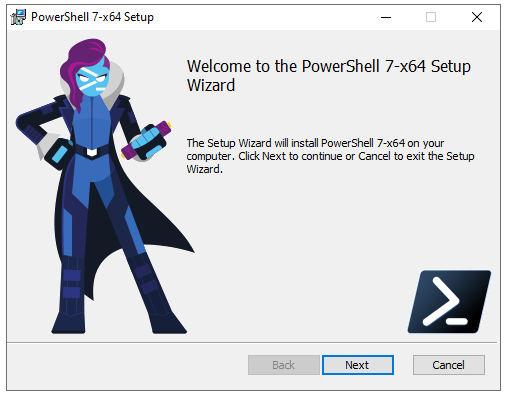 PowerShell 7-x64 Setup
Welcome to the PowerShell 7-x64 Setup
Wizard
The Setup Wizard will install PowerShell 7-x64 on your
computer. Click Next to continue or Cancel to exit the Setup
Wizard.
Back
Next
Cancel